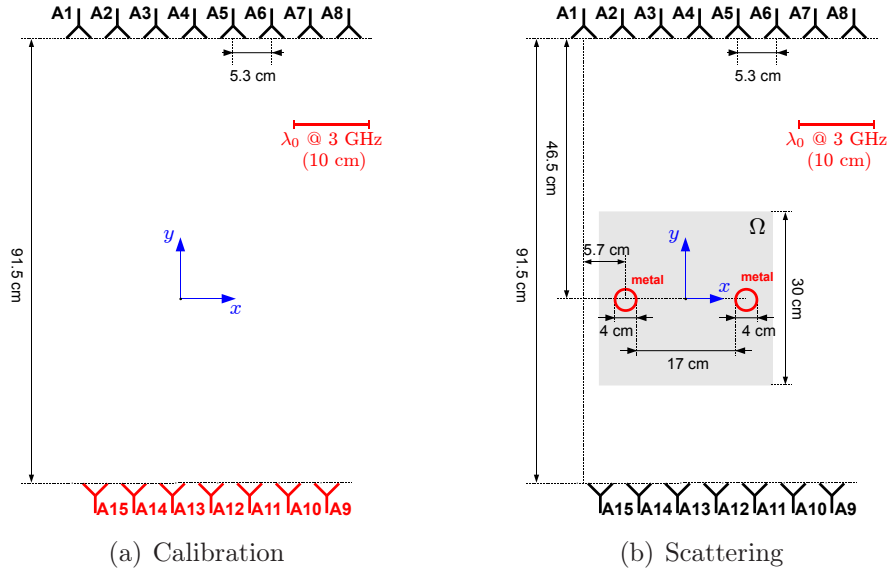 A1 A2 A3 A4 A5 A6 A7 A8
5.3 cm
λ₀ @ 3 GHz
(10 cm)
91.5 cm
y
x
A15 A14 A13 A12 A11 A10 A9
(a) Calibration
A1 A2 A3 A4 A5 A6 A7 A8
5.3 cm
λ₀ @ 3 GHz
(10 cm)
46.5 cm
91.5 cm
Ω
y
5.7 cm
metal
metal
x
30 cm
4 cm
4 cm
17 cm
A15 A14 A13 A12 A11 A10 A9
(b) Scattering